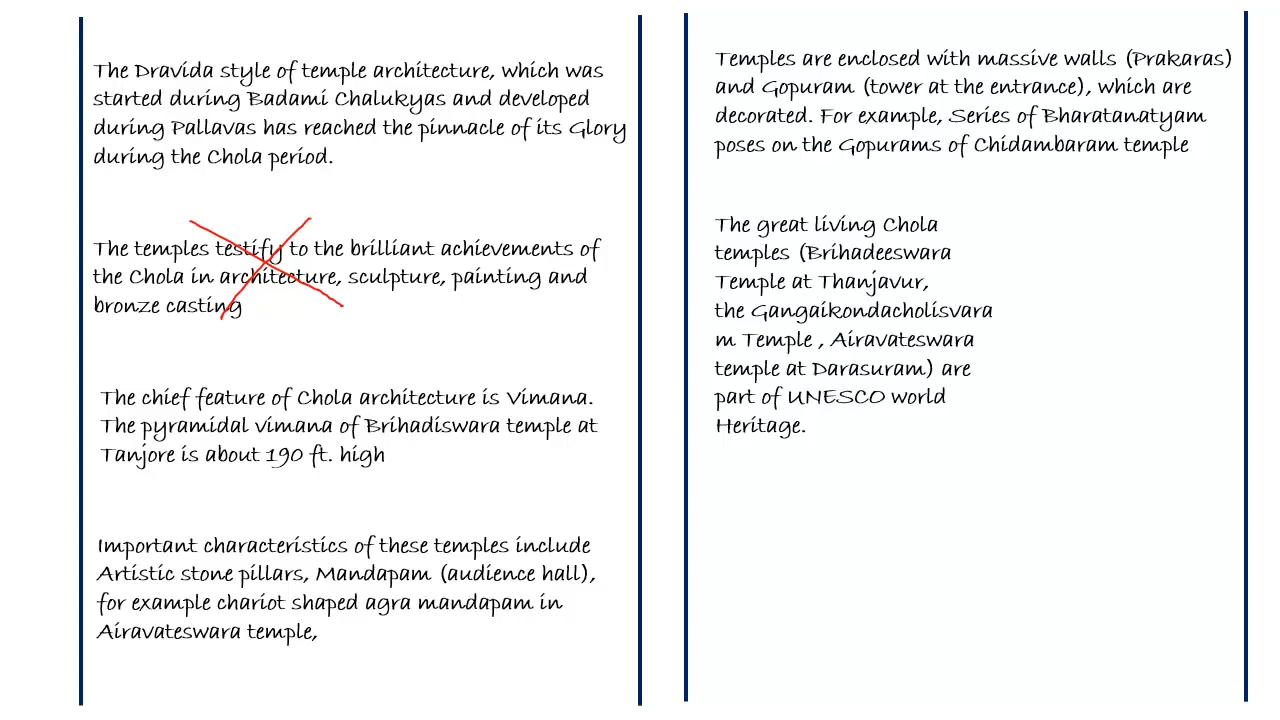 The Dravida style of temple architecture, which was
started during Badami Chalukyas and developed
during Pallavas has reached the pinnacle of its Glory
during the Chola period.
The temples testify to the brilliant achievements of
the Chola in architecture, sculpture, painting and
bronze casting
The chief feature of Chola architecture is Vimana.
The pyramidal vimana of Brihadiswara temple at
Tanjore is about 190 ft. high
Important characteristics of these temples include
Artistic stone pillars, Mandapam (audience hall),
for example chariot shaped agra mandapam in
Airavateswara temple,
Temples are enclosed with massive walls (Prakaras)
and Gopuram (tower at the entrance), which are
decorated. For example, Series of Bharatanatyam
poses on the Gopurams of Chidambaram temple
The great living Chola
temples (Brihadeeswara
Temple at Thanjavur,
the Gangaikondacholisvara
m Temple , Airavateswara
temple at Darasuram) are
part of UNESCO world
Heritage.